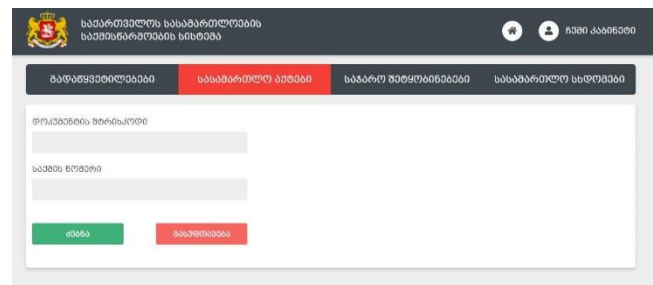 საქართველოს სასამართლოების
საქმისწარმოების სისტემა
ჩემი კაბინეტი
გადაწყვეტილებები სასამართლო აქტები საჯარო შეტყობინებები სასამართლო სხდომები
დოკუმენტის შტრიხკოდი
საქმის ნომერი
ძებნა გასუფთავება